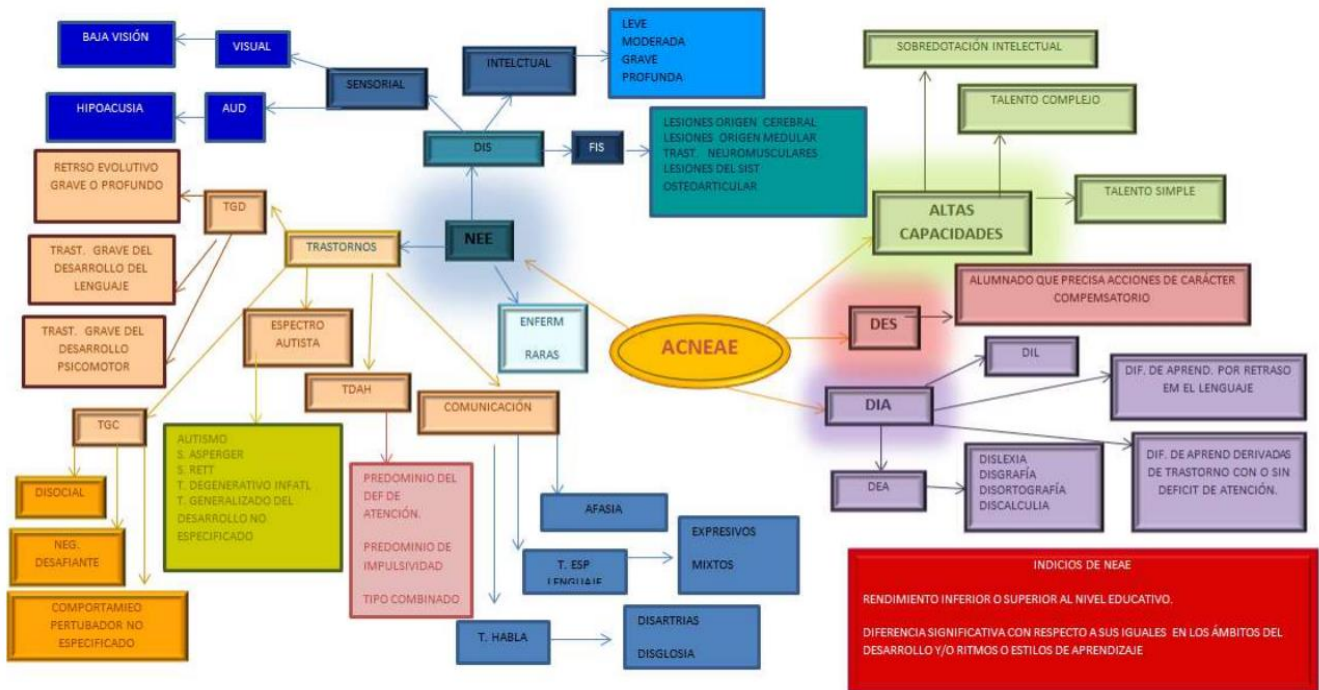 BAJA VISIÓN
VISUAL
HIPOACUSIA
AUD
SENSORIAL
INTELCTUAL
LEVE
MODERADA
GRAVE
PROFUNDA
DIS
FIS
LESIONES ORIGEN CEREBRAL
LESIONES ORIGEN MEDULAR
TRAST. NEUROMUSCULARES
LESIONES DEL SIST
OSTEOARTICULAR
SOBREDOTACIÓN INTELECTUAL
TALENTO COMPLEJO
TALENTO SIMPLE
ALTAS
CAPACIDADES
RETRSO EVOLUTIVO
GRAVE O PROFUNDO
TGD
TRAST. GRAVE DEL
DESARROLLO DEL
LENGUAJE
TRAST. GRAVE DEL
DESARROLLO
PSICOMOTOR
TRASTORNOS
NEE
ENFERM
RARAS
ESPECTRO
AUTISTA
TDAH
COMUNICACIÓN
TGC
DISOCIAL
NEG.
DESAFIANTE
COMPORTAMIEO
PERTUBADOR NO
ESPECIFICADO
AUTISMO
S. ASPERGER
S. RETT
T. DEGENERATIVO INFATL
T. GENERALIZADO DEL
DESARROLLO NO
ESPECIFICADO
PREDOMINIO DEL
DEF DE
ATENCIÓN.
PREDOMINIO DE
IMPULSIVIDAD
TIPO COMBINADO
AFASIA
T. ESP
LENGUAJE
EXPRESIVOS
MIXTOS
T. HABLA
DISARTRIAS
DISGLOSIA
ACNEAE
DES
ALUMNADO QUE PRECISA ACCIONES DE CARÁCTER
COMPEMSATORIO
DIA
DIL
DIF. DE APREND. POR RETRASO
EM EL LENGUAJE
DIF. DE APREND DERIVADAS
DE TRASTORNO CON O SIN
DEFICIT DE ATENCIÓN.
DEA
DISLEXIA
DISGRAFÍA
DISORTOGRAFÍA
DISCALCULIA
INDICIOS DE NEAE
RENDIMIENTO INFERIOR O SUPERIOR AL NIVEL EDUCATIVO.
DIFERENCIA SIGNIFICATIVA CON RESPECTO A SUS IGUALES EN LOS ÁMBITOS DEL
DESARROLLO Y/O RITMOS O ESTILOS DE APRENDIZAJE